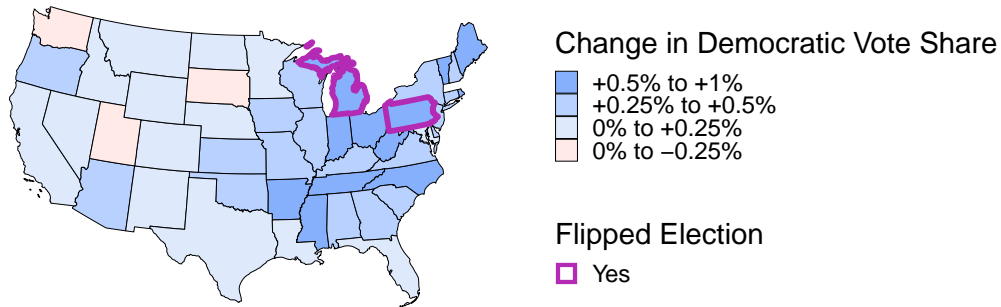 Change in Democratic Vote Share
+0.5% to +1%
+0.25% to +0.5%
0% to +0.25%
0% to −0.25%
Flipped Election
Yes